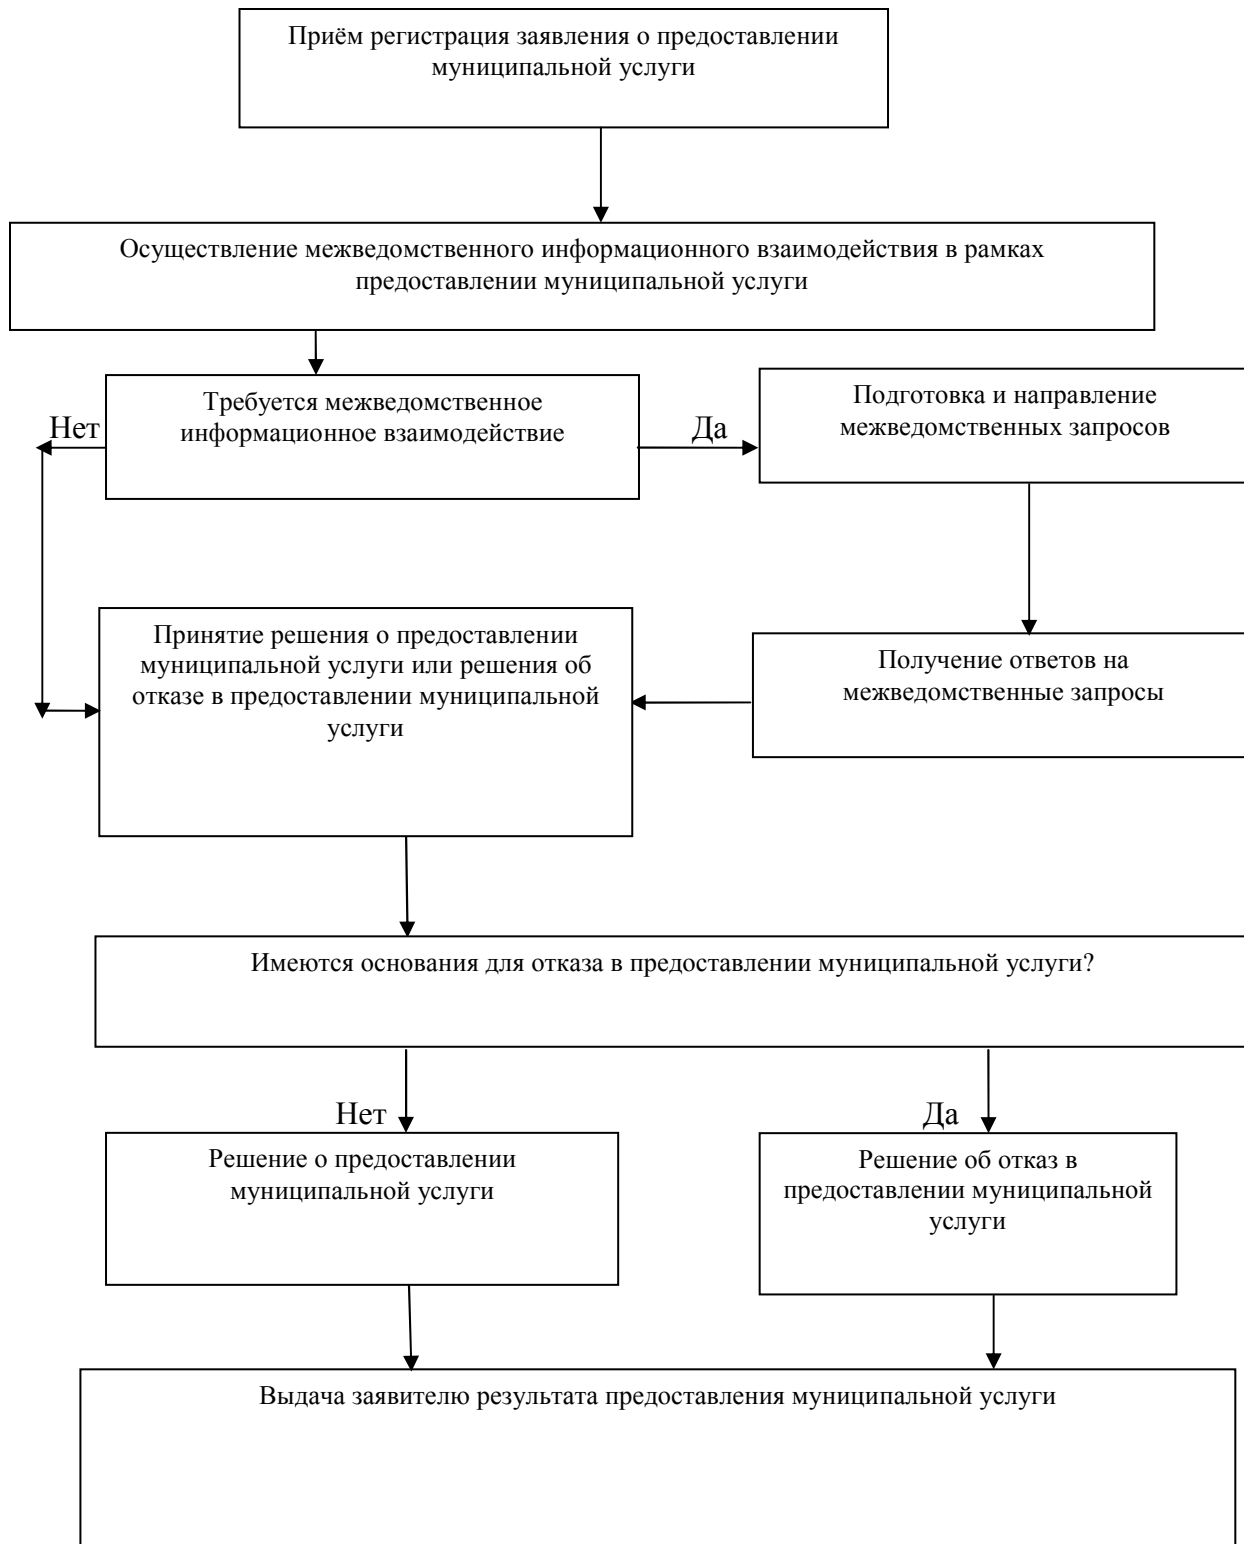 Приём регистрация заявления о предоставлении
муниципальной услуги
Осуществление межведомственного информационного взаимодействия в рамках
предоставлении муниципальной услуги
Требуется межведомственное
информационное взаимодействие
Нет
Да
Подготовка и направление
межведомственных запросов
Принятие решения о предоставлении
муниципальной услуги или решения об
отказе в предоставлении муниципальной
услуги
Получение ответов на
межведомственные запросы
Имеются основания для отказа в предоставлении муниципальной услуги?
Нет
Да
Решение о предоставлении
муниципальной услуги
Решение об отказ в
предоставлении муниципальной
услуги
Выдача заявителю результата предоставления муниципальной услуги